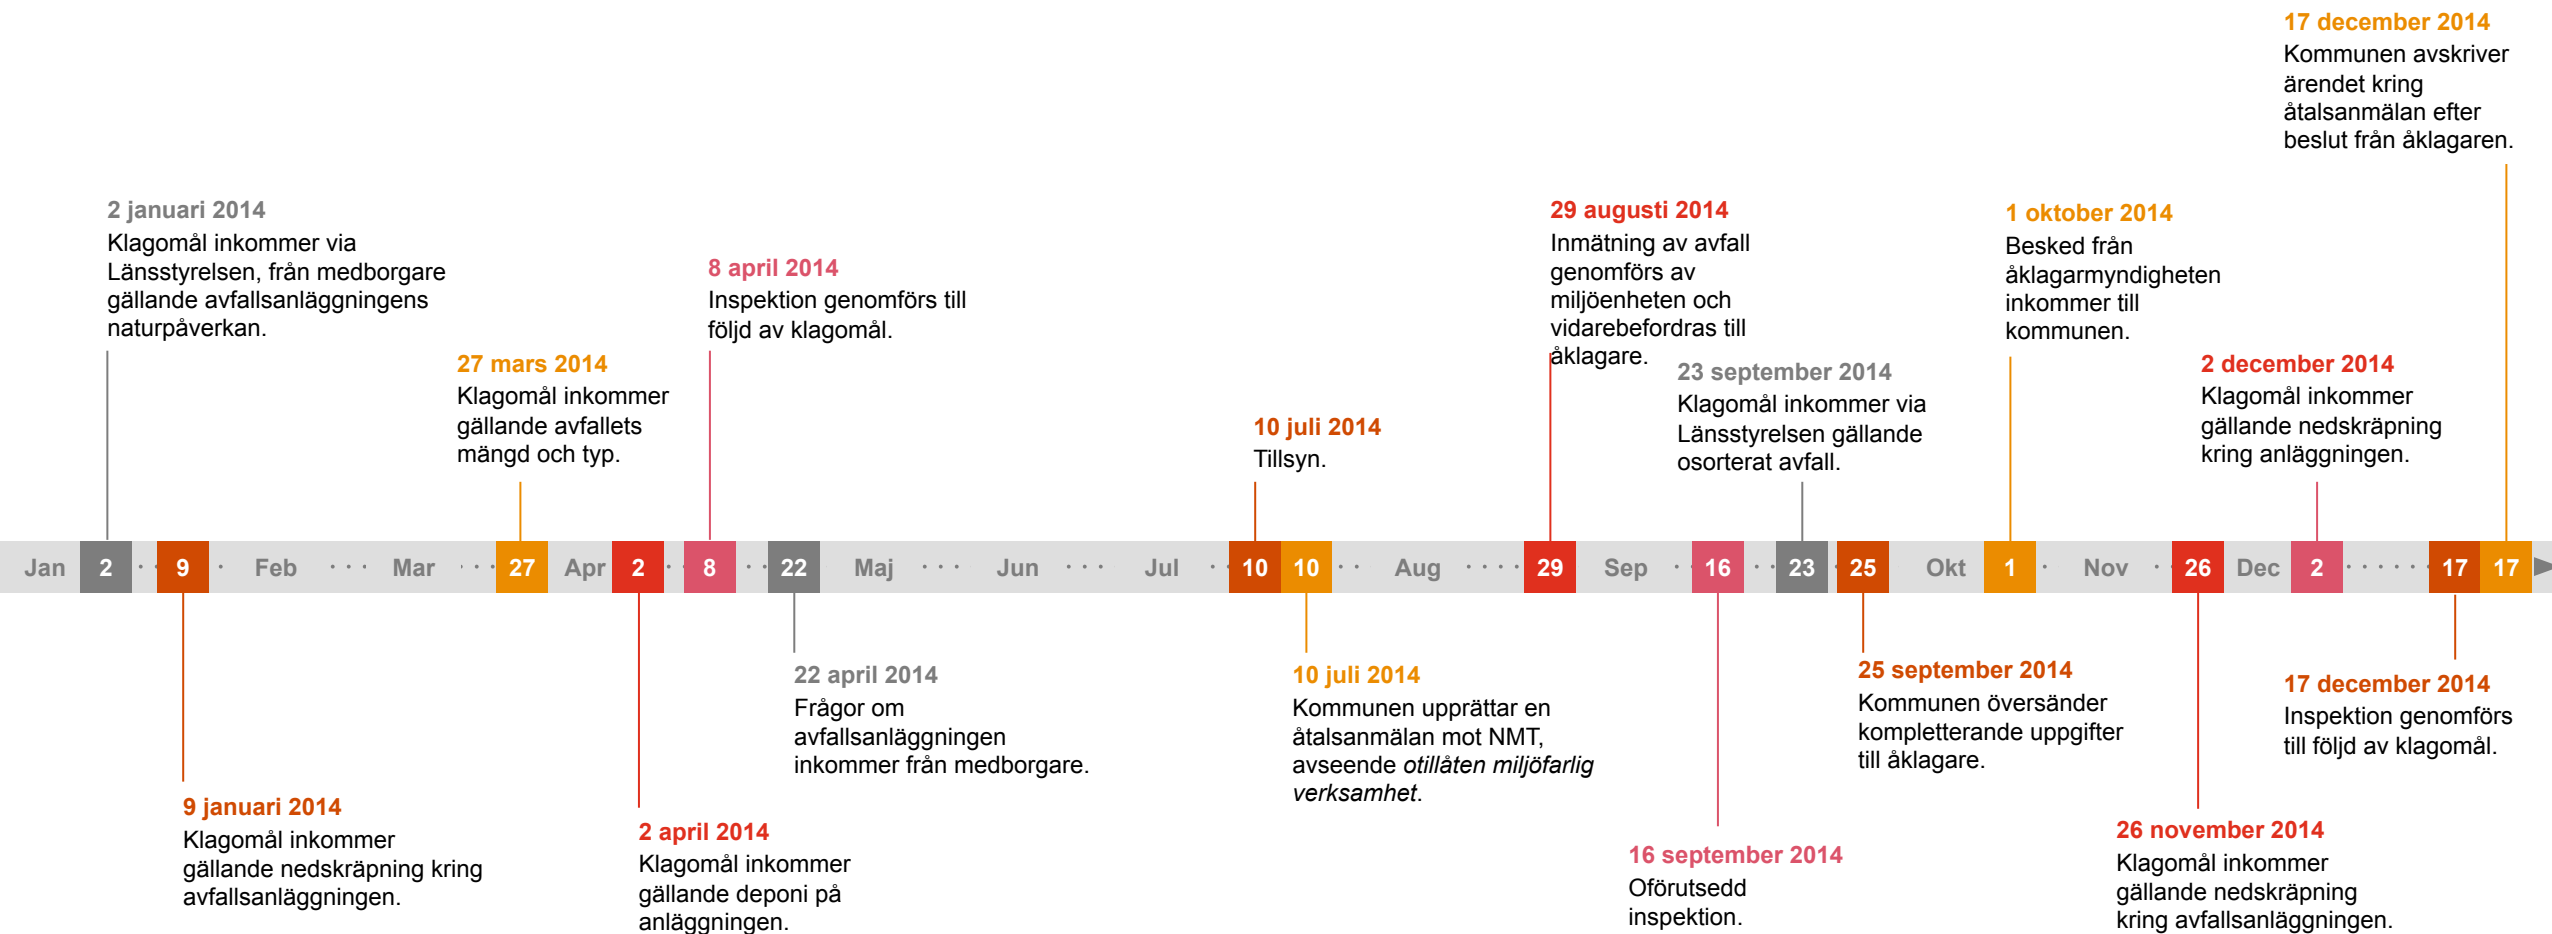 17 december 2014
Kommunen avskriver
ärendet kring
åtalsanmälan efter
beslut från åklagaren.
2 januari 2014
Klagomål inkommer via
Länsstyrelsen, från medborgare
gällande avfallsanläggningens
naturpåverkan.
27 mars 2014
Klagomål inkommer
gällande avfallets
mängd och typ.
8 april 2014
Inspektion genomförs till
följd av klagomål.
10 juli 2014
Tillsyn.
29 augusti 2014
Inmätning av avfall
genomförs av
miljöenheten och
vidarebefordras till
åklagare.
23 september 2014
Klagomål inkommer via
Länsstyrelsen gällande
osorterat avfall.
1 oktober 2014
Besked från
åklagarmyndigheten
inkommer till
kommunen.
2 december 2014
Klagomål inkommer
gällande nedskräpning
kring anläggningen.
Jan 2 9 Feb Mar 27 Apr 2 8 22 Maj Jun Jul 10 10 Aug 29 Sep 16 23 25 Okt 1 Nov 26 Dec 2 17 17
9 januari 2014
Klagomål inkommer
gällande nedskräpning kring
avfallsanläggningen.
2 april 2014
Klagomål inkommer
gällande deponi på
anläggningen.
22 april 2014
Frågor om
avfallsanläggningen
inkommer från medborgare.
10 juli 2014
Kommunen upprättar en
åtalsanmälan mot NMT,
avseende otillåten miljöfarlig
verksamhet.
16 september 2014
Oförutsedd
inspektion.
25 september 2014
Kommunen översänder
kompletterande uppgifter
till åklagare.
26 november 2014
Klagomål inkommer
gällande nedskräpning
kring avfallsanläggningen.
17 december 2014
Inspektion genomförs
till följd av klagomål.